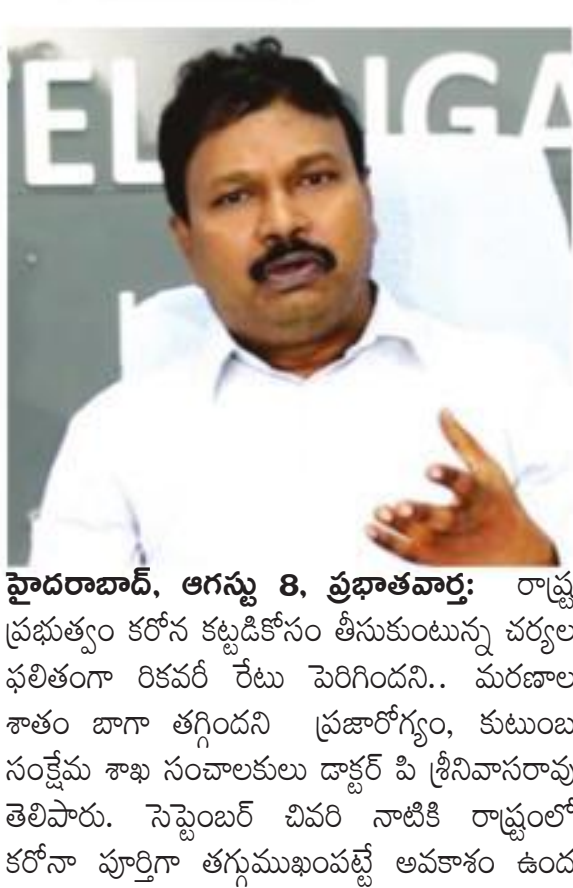 ELANGA
హైదరాబాద్, ఆగస్టు 8, ప్రభాతవార్త: రాష్ట్ర
ప్రభుత్వం కరోన కట్టడికోసం తీసుకుంటున్న చర్యల
ఫలితంగా రికవరీ రేటు పెరిగిందని.. మరణాల
శాతం బాగా తగ్గిందని ప్రజారోగ్యం, కుటుంబ
సంక్షేమ శాఖ సంచాలకులు డాక్టర్ పి శ్రీనివాసరావు
తెలిపారు. సెప్టెంబర్ చివరి నాటికి రాష్ట్రంలో
కరోనా పూర్తిగా తగ్గుముఖంపట్టే అవకాశం ఉంద